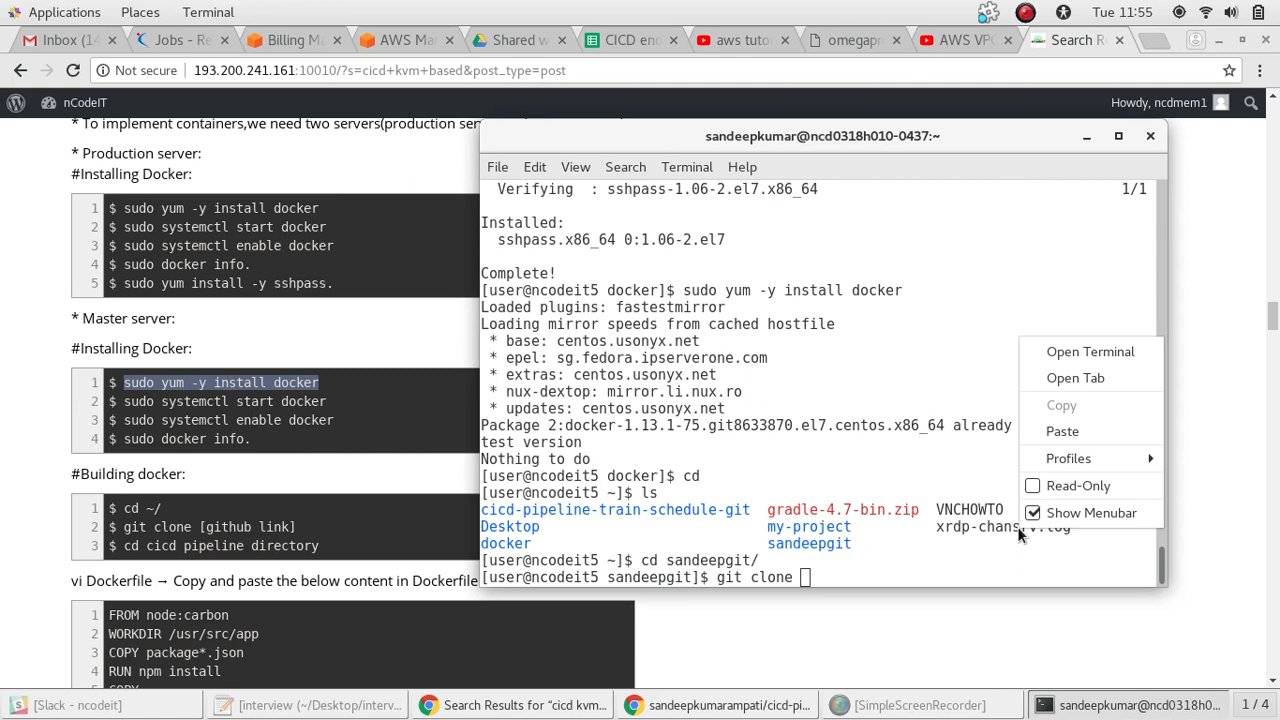 Applications Places Terminal Tue 11:55
Inbox (14 Jobs - Re Billing M AWS Ma Shared w CICD en aws tuto omegap AWS VPC Search R
Not secure 193.200.241.161:10010/?s=cicd+kvm+based&post_type=post
nCodeIT Howdy, ncdmem1
* To implement containers,we need two servers(production
* Production server:
#Installing Docker:
1 $ sudo yum -y install docker
2 $ sudo systemctl start docker
3 $ sudo systemctl enable docker
4 $ sudo docker info.
5 $ sudo yum install -y sshpass.
* Master server:
#Installing Docker:
1 $ sudo yum -y install docker
2 $ sudo systemctl start docker
3 $ sudo systemctl enable docker
4 $ sudo docker info.
#Building docker:
1 $ cd ~/
2 $ git clone [github link]
3 $ cd cicd pipeline directory
vi Dockerfile → Copy and paste the below content in Dockerfile
1 FROM node:carbon
2 WORKDIR /usr/src/app
3 COPY package*.json
4 RUN npm install
sandeepkumar@ncd0318h010-0437:~
File Edit View Search Terminal Help
Verifying : sshpass-1.06-2.el7.x86_64 1/1
Installed:
sshpass.x86_64 0:1.06-2.el7
Complete!
[user@ncodeit5 docker]$ sudo yum -y install docker
Loaded plugins: fastestmirror
Loading mirror speeds from cached hostfile
* base: centos.usonyx.net
* epel: sg.fedora.ipserverone.com
* extras: centos.usonyx.net
* nux-dextop: mirror.li.nux.ro
* updates: centos.usonyx.net
Package 2:docker-1.13.1-75.git8633870.el7.centos.x86_64 already
test version
Nothing to do
[user@ncodeit5 docker]$ cd
[user@ncodeit5 ~]$ ls
cicd-pipeline-train-schedule-git gradle-4.7-bin.zip VNCHOWTO
Desktop my-project xrdp-chansrv.log
docker sandeepgit
[user@ncodeit5 ~]$ cd sandeepgit/
[user@ncodeit5 sandeepgit]$ git clone
Open Terminal
Open Tab
Copy
Paste
Profiles
Read-Only
Show Menubar
[Slack - ncodeit] [interview (~/Desktop/interv... Search Results for “cicd kvm... sandeepkumarampati/cicd-pi... [SimpleScreenRecorder] sandeepkumar@ncd0318h0... 1 / 4